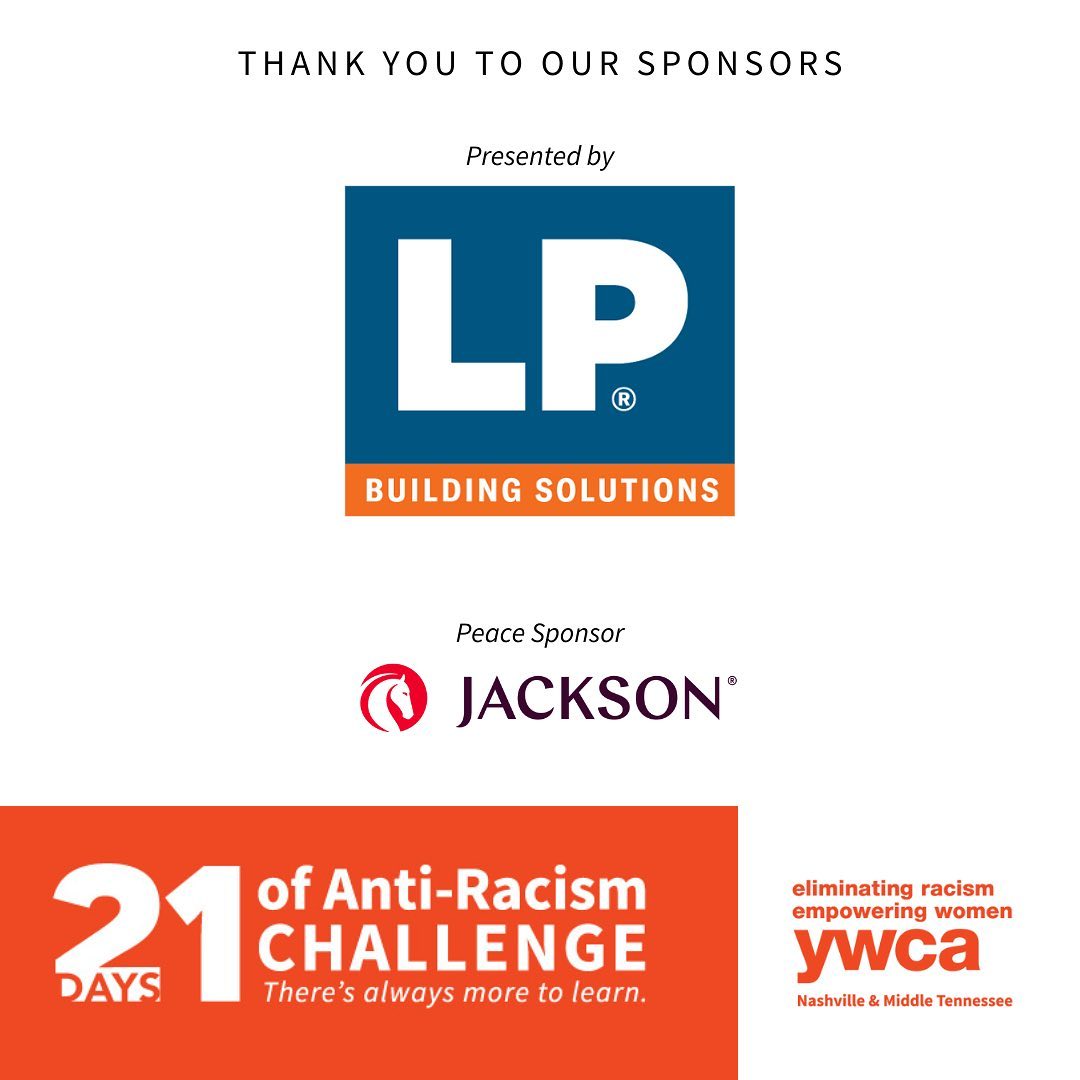 THANK YOU TO OUR SPONSORS
Presented by
LP®
BUILDING SOLUTIONS
Peace Sponsor
JACKSON®
21 DAYS
of Anti-Racism
CHALLENGE
There's always more to learn.
eliminating racism
empowering women
ywca
Nashville & Middle Tennessee